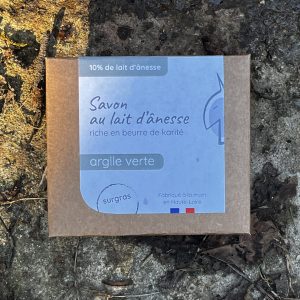 10% de lait d'ânesse
Savon
au lait d'ânesse
riche en beurre de karité
argile verte
surgras
Fabriqué à la main
en Haute-Loire